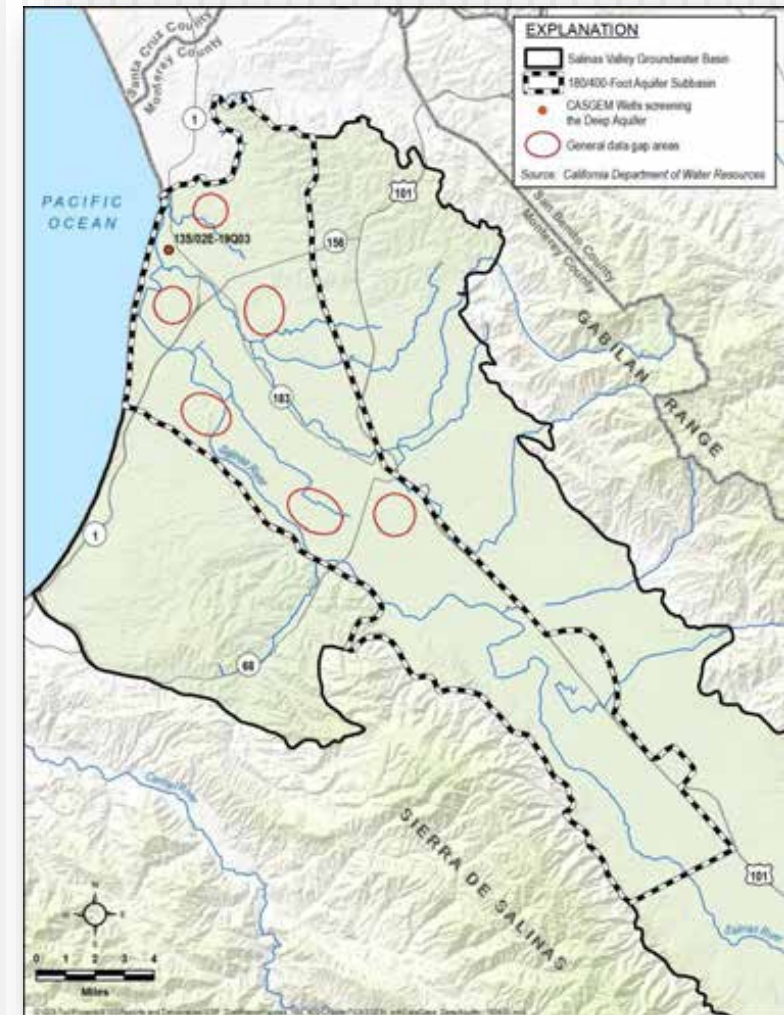 EXPLANATION
Salinas Valley Groundwater Basin
180/400-Foot Aquifer Subbasin
CASGEM Wells screening
the Deep Aquifer
General data gap areas
Source: California Department of Water Resources
Santa Cruz County
Monterey County
1
101
San Benito County
Monterey County
PACIFIC
OCEAN
13S/02E-19Q03
156
GABILAN
RANGE
183
Salinas River
1
68
Carmel River
SIERRA DE SALINAS
101
Salinas River
N
W
E
S
0 1 2 3 4
Miles